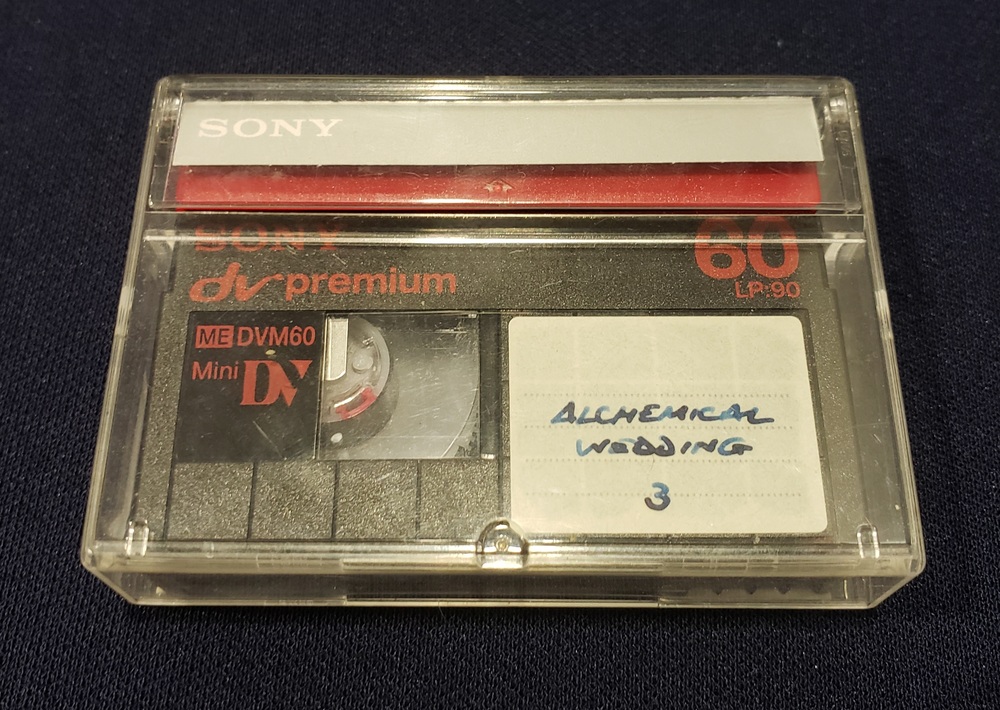 SONY
SONY
60
dv premium
LP:90
ME DVM60
Mini DV
ALCHEMICAL
WEDDING
3